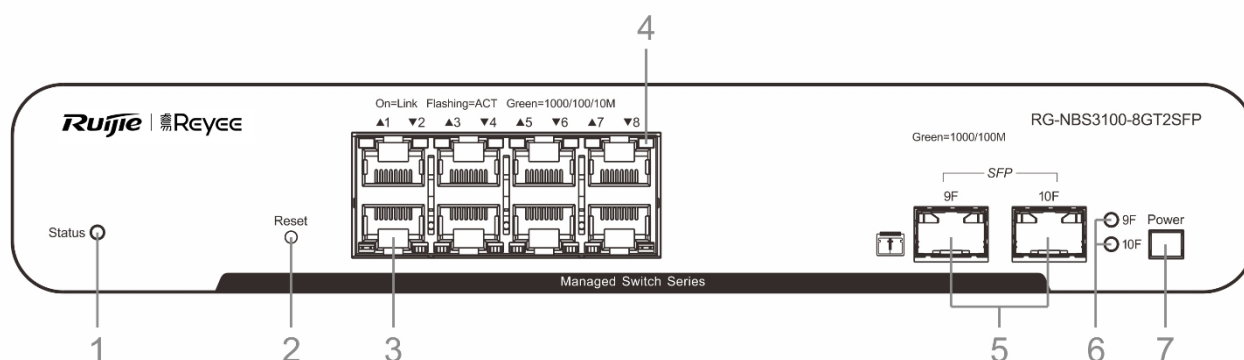 4
On=Link Flashing=ACT Green=1000/100/10M
▲1 ▼2 ▲3 ▼4 ▲5 ▼6 ▲7 ▼8
Ruijie | 锐易 Reyee
RG-NBS3100-8GT2SFP
Green=1000/100M
SFP
9F 10F
Status
Reset
9F
10F
Power
Managed Switch Series
1 2 3 5 6 7